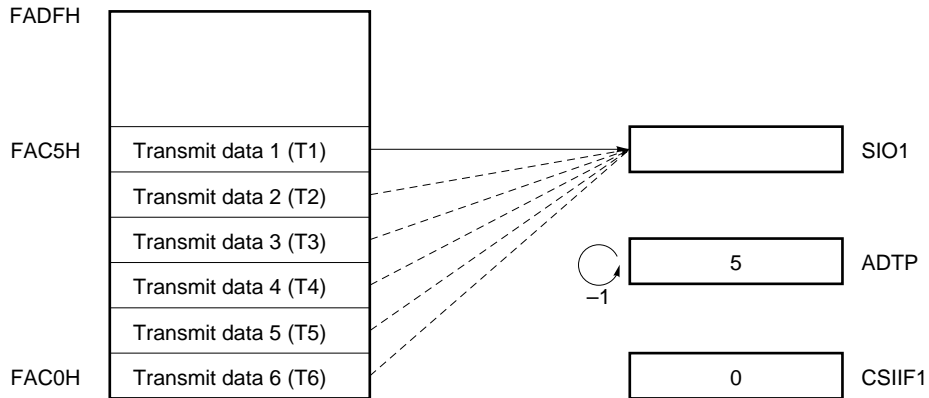 FADFH
FAC5H Transmit data 1 (T1) SIO1
Transmit data 2 (T2)
Transmit data 3 (T3)
5 ADTP
–1
Transmit data 4 (T4)
Transmit data 5 (T5)
FAC0H Transmit data 6 (T6) 0 CSIIF1